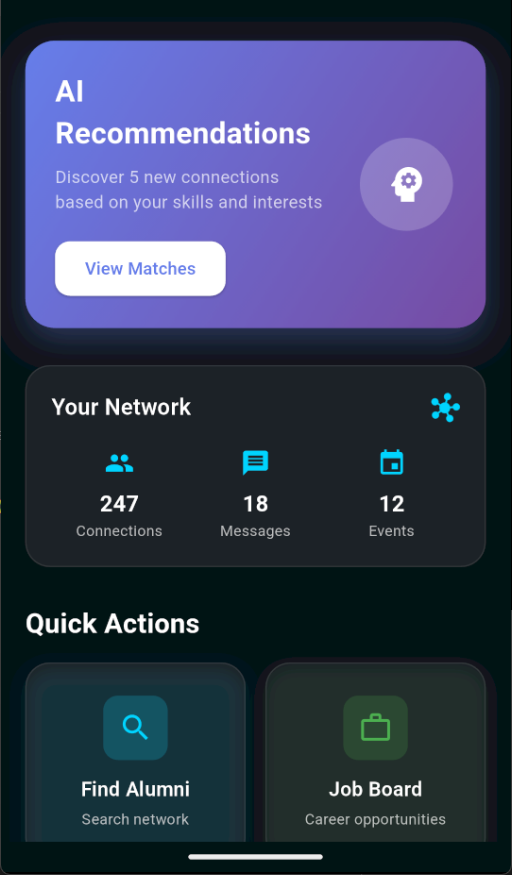 AI
Recommendations
Discover 5 new connections
based on your skills and interests
View Matches
Your Network
247
18
12
Connections
Messages
Events
Quick Actions
Find Alumni
Job Board
Search network
Career opportunities